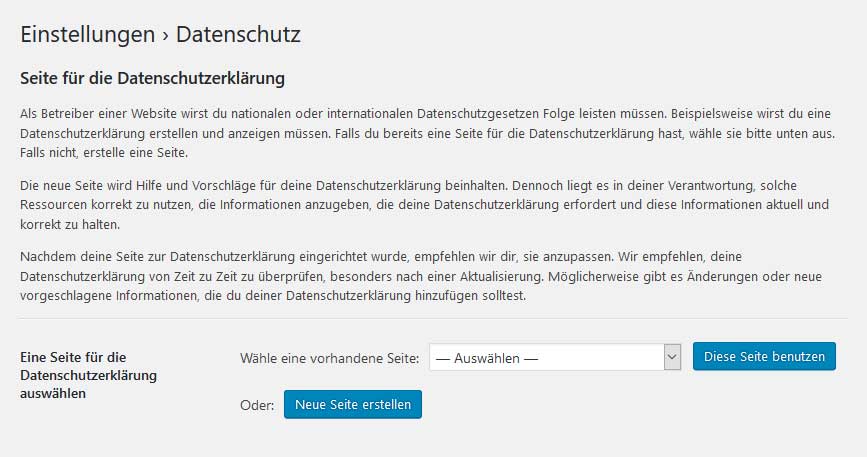 Einstellungen › Datenschutz
Seite für die Datenschutzerklärung
Als Betreiber einer Website wirst du nationalen oder internationalen Datenschutzgesetzen Folge leisten müssen. Beispielsweise wirst du eine
Datenschutzerklärung erstellen und anzeigen müssen. Falls du bereits eine Seite für die Datenschutzerklärung hast, wähle sie bitte unten aus.
Falls nicht, erstelle eine Seite.
Die neue Seite wird Hilfe und Vorschläge für deine Datenschutzerklärung beinhalten. Dennoch liegt es in deiner Verantwortung, solche
Ressourcen korrekt zu nutzen, die Informationen anzugeben, die deine Datenschutzerklärung erfordert und diese Informationen aktuell und
korrekt zu halten.
Nachdem deine Seite zur Datenschutzerklärung eingerichtet wurde, empfehlen wir dir, sie anzupassen. Wir empfehlen, deine
Datenschutzerklärung von Zeit zu Zeit zu überprüfen, besonders nach einer Aktualisierung. Möglicherweise gibt es Änderungen oder neue
vorgeschlagene Informationen, die du deiner Datenschutzerklärung hinzufügen solltest.
Eine Seite für die
Datenschutzerklärung
auswählen
Wähle eine vorhandene Seite: — Auswählen — Diese Seite benutzen
Oder: Neue Seite erstellen